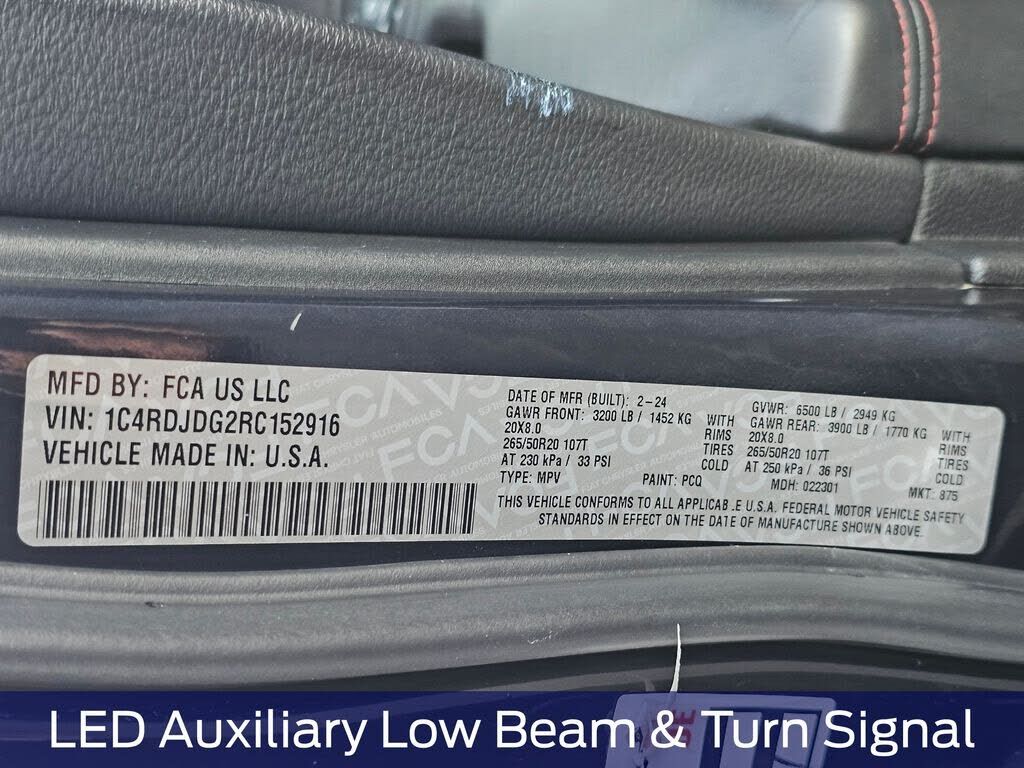 MFD BY: FCA US LLC
VIN: 1C4RDJDG2RC152916
VEHICLE MADE IN: U.S.A.
DATE OF MFR (BUILT): 2-24
GAWR FRONT: 3200 LB / 1452 KG WITH
20X8.0 RIMS
265/50R20 107T TIRES
AT 230 kPa / 33 PSI COLD
TYPE: MPV PAINT: PCQ
GVWR: 6500 LB / 2949 KG
GAWR REAR: 3900 LB / 1770 KG WITH
20X8.0 RIMS
265/50R20 107T TIRES
AT 250 kPa / 36 PSI COLD
MDH: 022301 MKT: 875
THIS VEHICLE CONFORMS TO ALL APPLICAB .E U.S.A. FEDERAL MOTOR VEHICLE SAFETY
STANDARDS IN EFFECT ON THE DATE OF MANUFACTURE SHOWN ABOVE.
LED Auxiliary Low Beam & Turn Signal